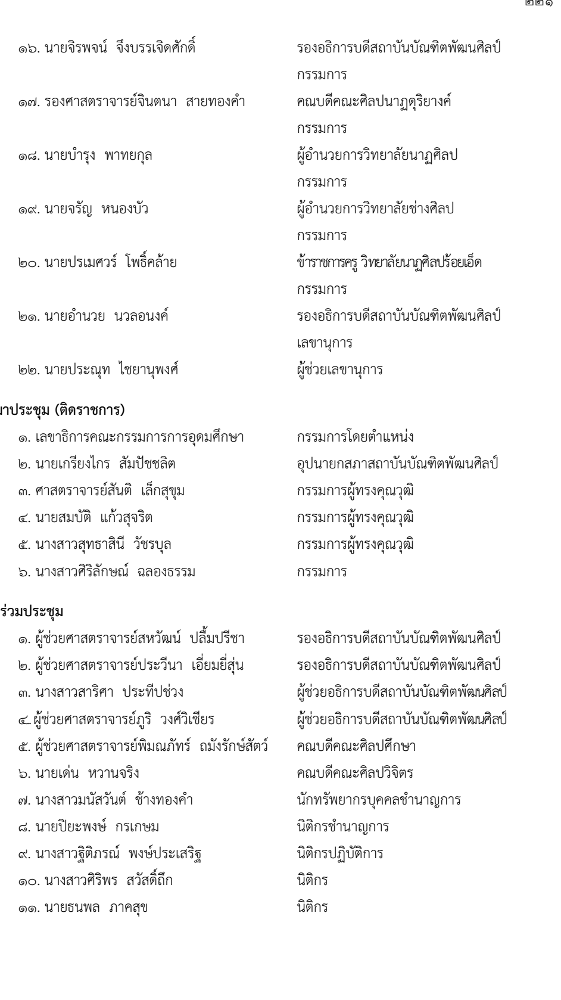 ๒๒๑
๑๖. นายจิรพจน์ จึงบรรเจิดศักดิ์ รองอธิการบดีสถาบันบัณฑิตพัฒนศิลป์
กรรมการ
๑๗. รองศาสตราจารย์จินตนา สายทองคำ คณบดีคณะศิลปนาฏดุริยางค์
กรรมการ
๑๘. นายบำรุง พาทยกุล ผู้อำนวยการวิทยาลัยนาฏศิลป
กรรมการ
๑๙. นายจรัญ หนองบัว ผู้อำนวยการวิทยาลัยช่างศิลป
กรรมการ
๒๐. นายปรเมศวร์ โพธิ์คล้าย ข้าราชการครู วิทยาลัยนาฏศิลปร้อยเอ็ด
กรรมการ
๒๑. นายอำนวย นวลอนงค์ รองอธิการบดีสถาบันบัณฑิตพัฒนศิลป์
เลขานุการ
๒๒. นายประณุท ไชยานุพงศ์ ผู้ช่วยเลขานุการ
มาประชุม (ติดราชการ)
๑. เลขาธิการคณะกรรมการการอุดมศึกษา กรรมการโดยตำแหน่ง
๒. นายเกรียงไกร สัมปัชชลิต อุปนายกสภาสถาบันบัณฑิตพัฒนศิลป์
๓. ศาสตราจารย์สันติ เล็กสุขุม กรรมการผู้ทรงคุณวุฒิ
๔. นายสมบัติ แก้วสุจริต กรรมการผู้ทรงคุณวุฒิ
๕. นางสาวสุทธาสินี วัชรบุล กรรมการผู้ทรงคุณวุฒิ
๖. นางสาวศิริลักษณ์ ฉลองธรรม กรรมการ
ร่วมประชุม
๑. ผู้ช่วยศาสตราจารย์สหวัฒน์ ปลื้มปรีชา รองอธิการบดีสถาบันบัณฑิตพัฒนศิลป์
๒. ผู้ช่วยศาสตราจารย์ประวีนา เอี่ยมยี่สุ่น รองอธิการบดีสถาบันบัณฑิตพัฒนศิลป์
๓. นางสาวสาริศา ประทีปช่วง ผู้ช่วยอธิการบดีสถาบันบัณฑิตพัฒนศิลป์
๔.. ผู้ช่วยศาสตราจารย์ภูริ วงศ์วิเชียร ผู้ช่วยอธิการบดีสถาบันบัณฑิตพัฒนศิลป์
๕. ผู้ช่วยศาสตราจารย์พิมณภัทร์ ถมังรักษ์สัตว์ คณบดีคณะศิลปศึกษา
๖. นายเด่น หวานจริง คณบดีคณะศิลปวิจิตร
๗. นางสาวมนัสวันต์ ช้างทองคำ นักทรัพยากรบุคคลชำนาญการ
๘. นายปิยะพงษ์ กรเกษม นิติกรชำนาญการ
๙. นางสาวฐิติภรณ์ พงษ์ประเสริฐ นิติกรปฏิบัติการ
๑๐. นางสาวศิริพร สวัสดิ์ถึก นิติกร
๑๑. นายธนพล ภาคสุข นิติกร